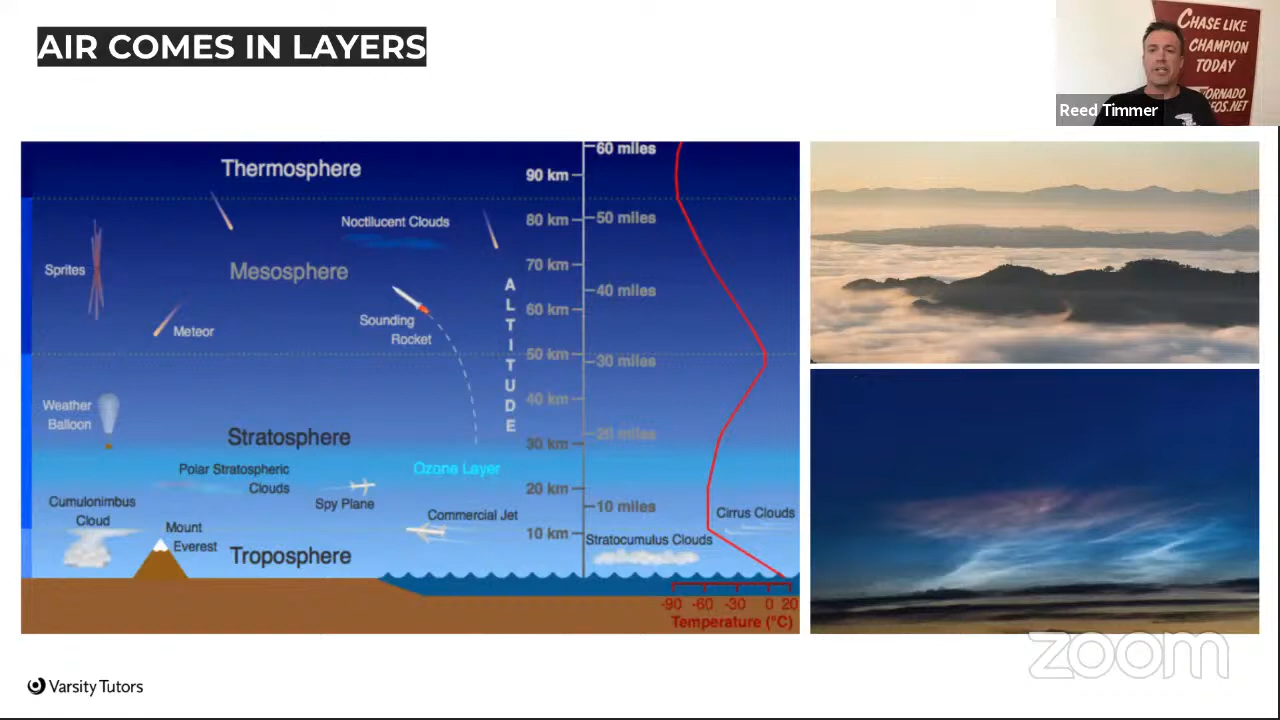 AIR COMES IN LAYERS
CHASE LIKE
CHAMPION
TODAY
Reed Timmer
Thermosphere
60 miles
90 km
Noctilucent Clouds
80 km
50 miles
Sprites
Mesosphere
70 km
ALTITUDE
40 miles
60 km
Sounding
Rocket
Meteor
50 km
30 miles
Weather
Balloon
40 km
20 miles
Stratosphere
30 km
Ozone Layer
Polar Stratospheric
Clouds
Spy Plane
20 km
10 miles
Cumulonimbus
Cloud
Commercial Jet
Cirrus Clouds
Mount
Everest
10 km
Stratocumulus Clouds
Troposphere
-90 -60 -30 0 20
Temperature (°C)
zoom
Varsity Tutors